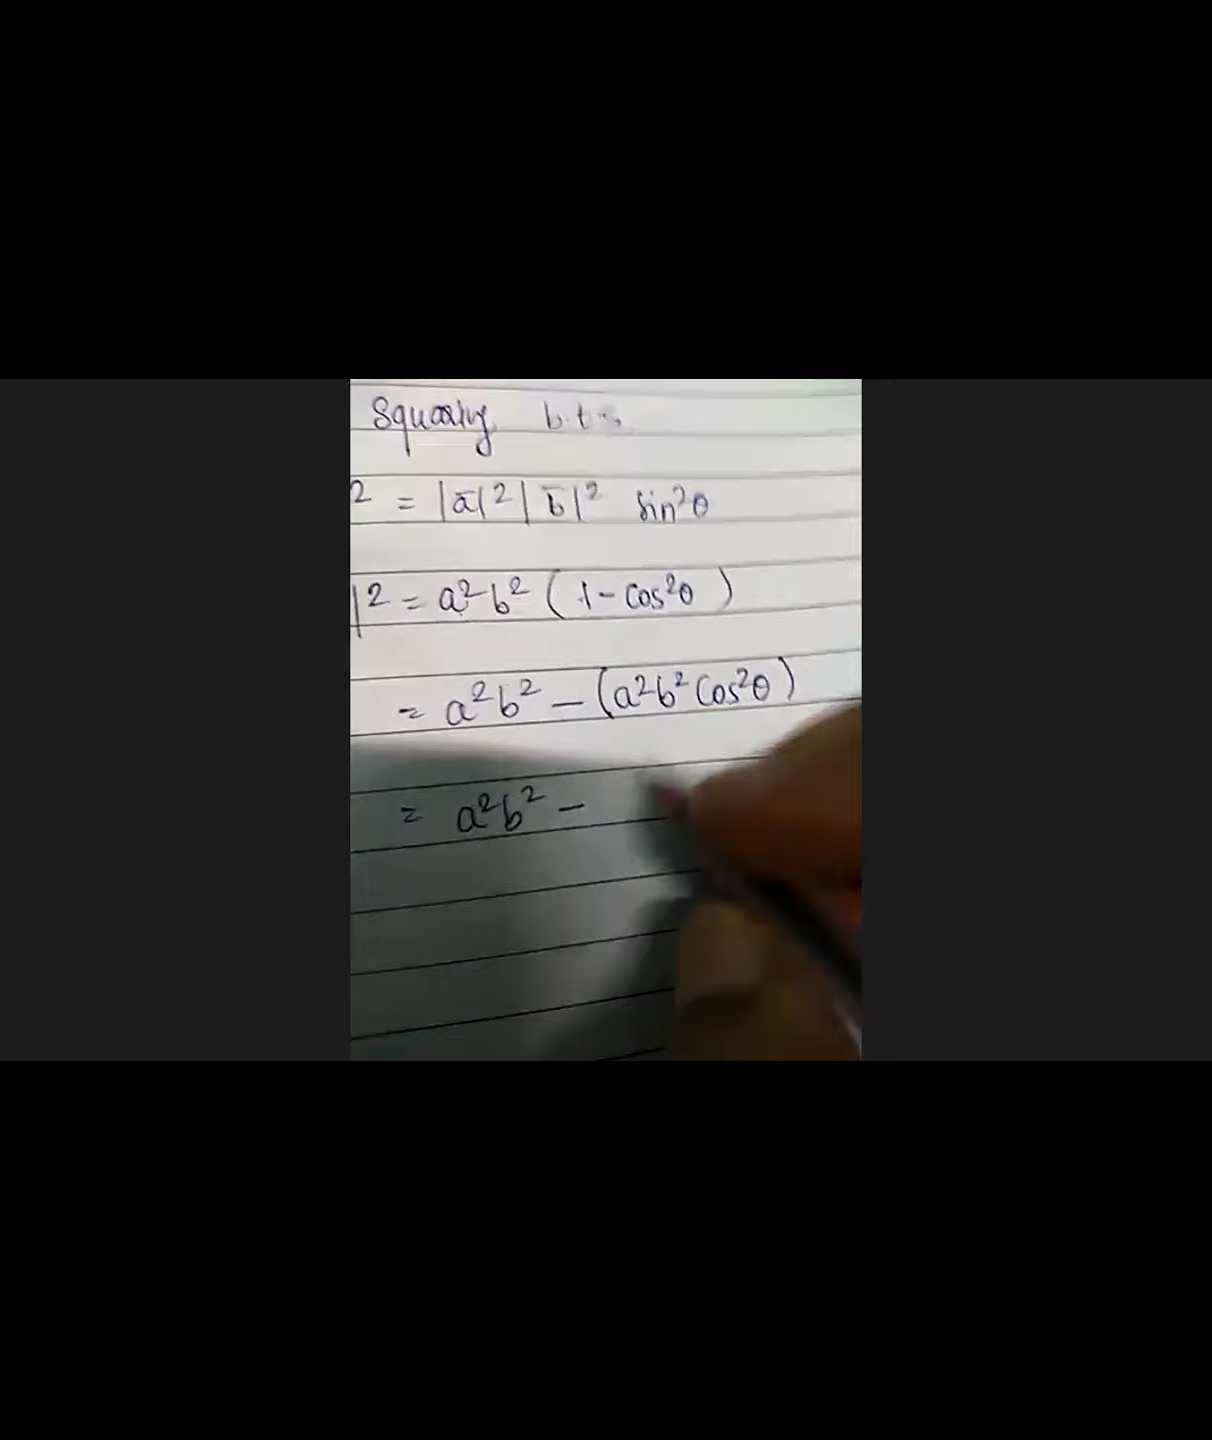 Squaring b.t.s.
2 = |a̅|² |b̅|² sin²θ
|² = a²b² (1 - cos²θ)
= a²b² - (a²b² cos²θ)
= a²b² -